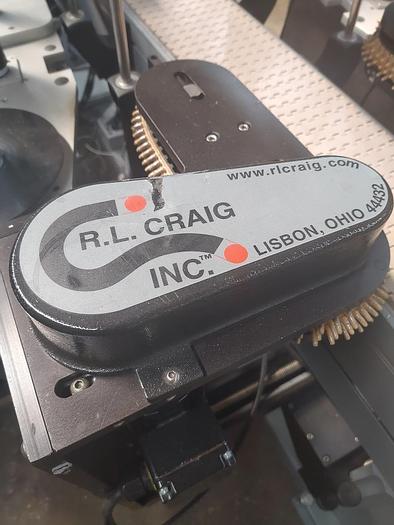 www.rlcraig.com
R.L. CRAIG
INC.™
LISBON, OHIO 44432